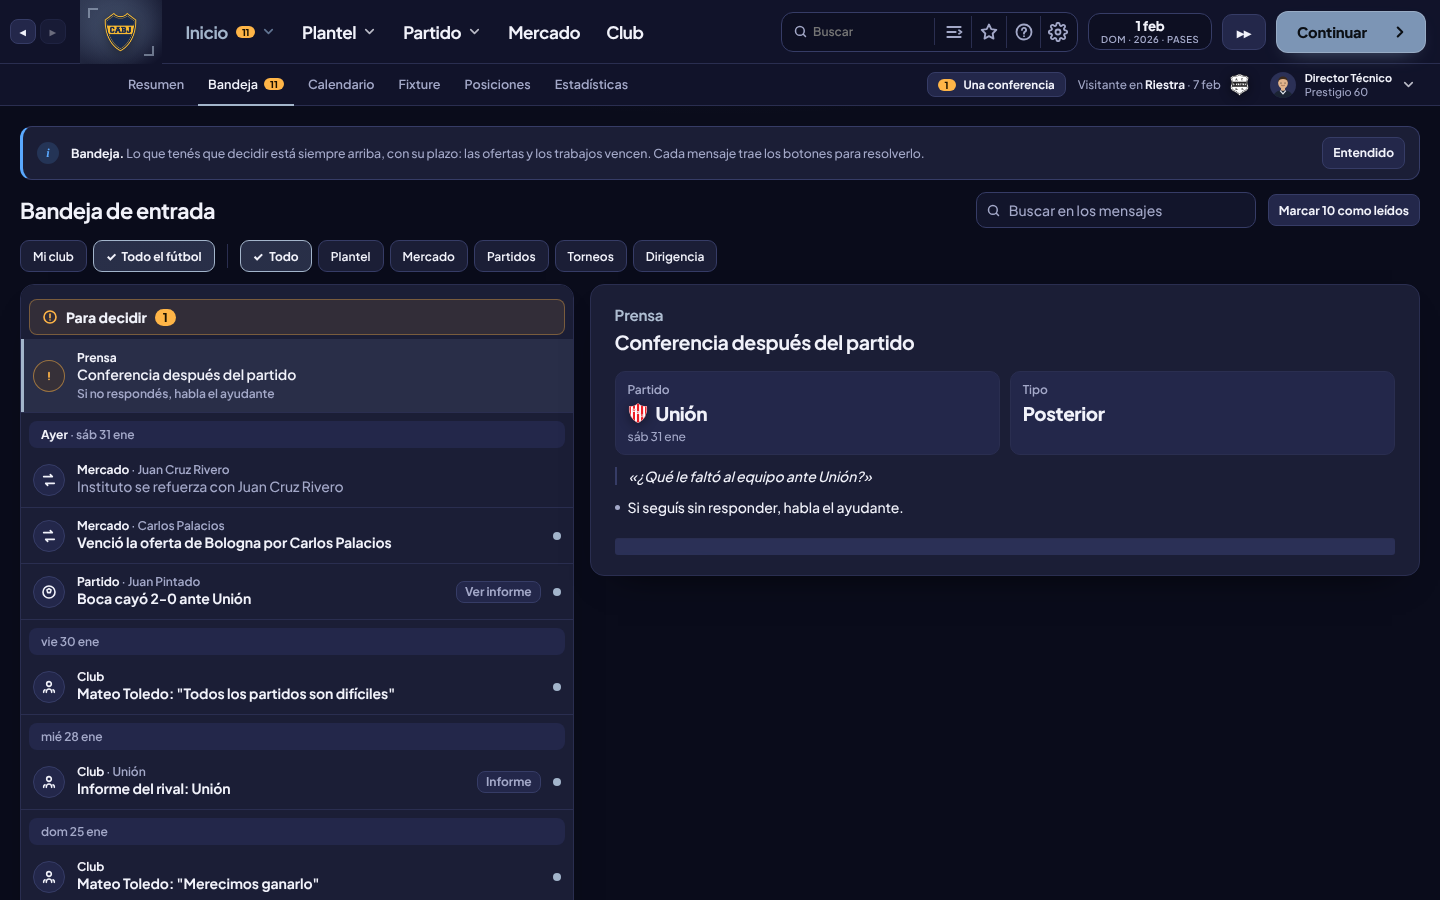 CABJ
Inicio 11
Plantel
Partido
Mercado
Club
Buscar
1 feb
DOM · 2026 · PASES
Continuar
Resumen
Bandeja 11
Calendario
Fixture
Posiciones
Estadísticas
1 Una conferencia
Visitante en Riestra · 7 feb
Director Técnico
Prestigio 60
Bandeja. Lo que tenés que decidir está siempre arriba, con su plazo: las ofertas y los trabajos vencen. Cada mensaje trae los botones para resolverlo.
Entendido
Bandeja de entrada
Buscar en los mensajes
Marcar 10 como leídos
Mi club
Todo el fútbol
Todo
Plantel
Mercado
Partidos
Torneos
Dirigencia
Para decidir 1
Prensa
Conferencia después del partido
Si no respondés, habla el ayudante
Ayer · sáb 31 ene
Mercado · Juan Cruz Rivero
Instituto se refuerza con Juan Cruz Rivero
Mercado · Carlos Palacios
Venció la oferta de Bologna por Carlos Palacios
Partido · Juan Pintado
Boca cayó 2-0 ante Unión
Ver informe
vie 30 ene
Club
Mateo Toledo: "Todos los partidos son difíciles"
mié 28 ene
Club · Unión
Informe del rival: Unión
Informe
dom 25 ene
Club
Mateo Toledo: "Merecimos ganarlo"
Prensa
Conferencia después del partido
Partido
Unión
sáb 31 ene
Tipo
Posterior
«¿Qué le faltó al equipo ante Unión?»
Si seguís sin responder, habla el ayudante.